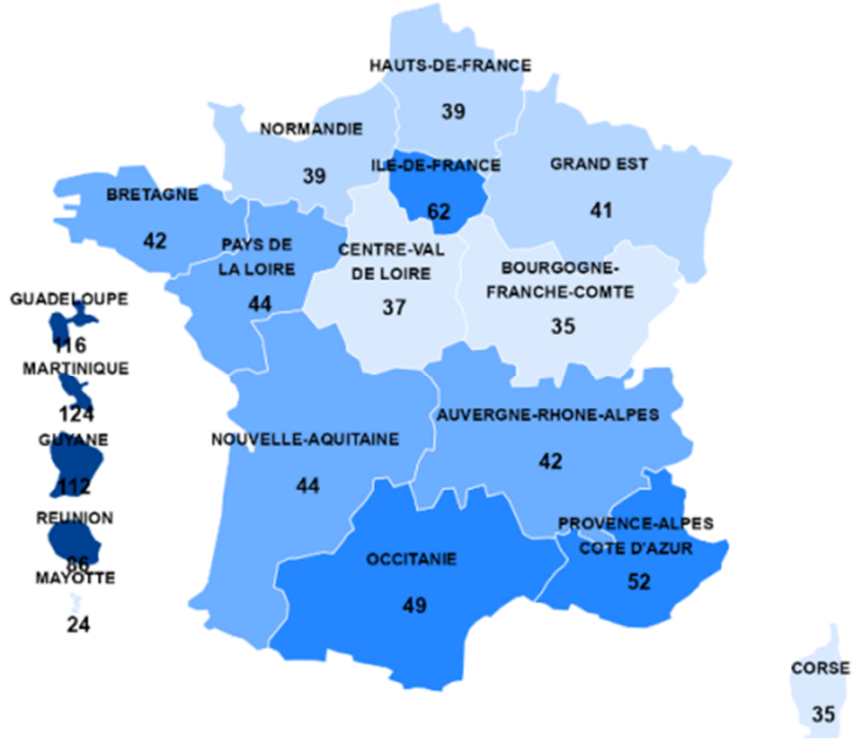 HAUTS-DE-FRANCE
39
NORMANDIE
39
ILE-DE-FRANCE
62
GRAND EST
41
BRETAGNE
42
PAYS DE
LA LOIRE
44
CENTRE-VAL
DE LOIRE
37
BOURGOGNE-
FRANCHE-COMTE
35
GUADELOUPE
116
MARTINIQUE
124
GUYANE
112
REUNION
86
MAYOTTE
24
NOUVELLE-AQUITAINE
44
AUVERGNE-RHONE-ALPES
42
OCCITANIE
49
PROVENCE-ALPES
COTE D'AZUR
52
CORSE
35